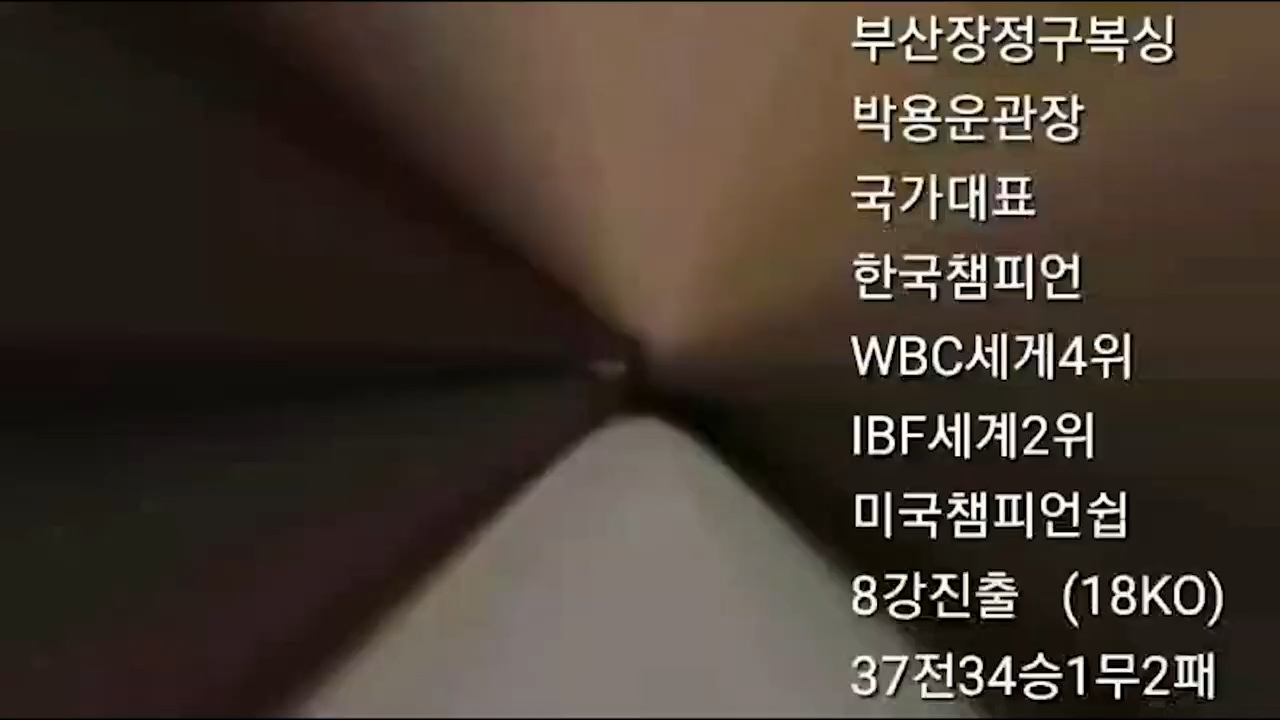 부산장정구복싱
박용운관장
국가대표
한국챔피언
WBC세게4위
IBF세계2위
미국챔피언쉽
8강진출 (18KO)
37전34승1무2패